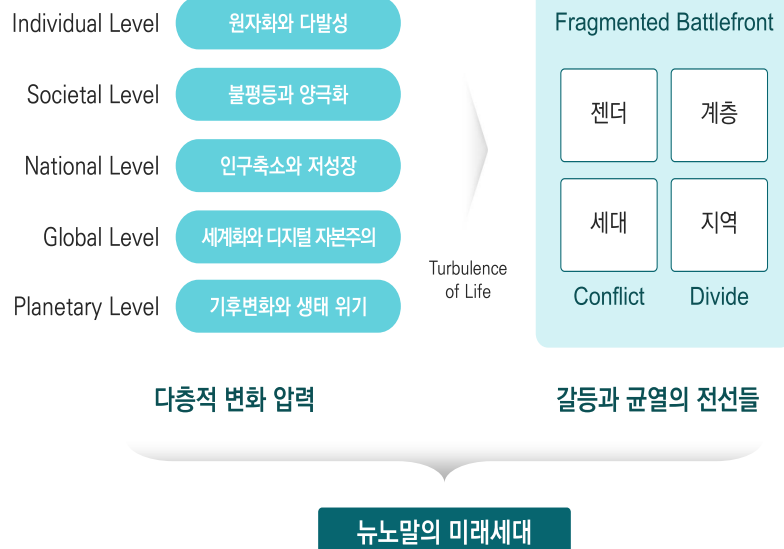 Individual Level 원자화와 다발성
Societal Level 불평등과 양극화
National Level 인구축소와 저성장
Global Level 세계화와 디지털 자본주의
Planetary Level 기후변화와 생태 위기
다층적 변화 압력
Turbulence
of Life
Fragmented Battlefront
젠더 계층
세대 지역
Conflict Divide
갈등과 균열의 전선들
뉴노말의 미래세대